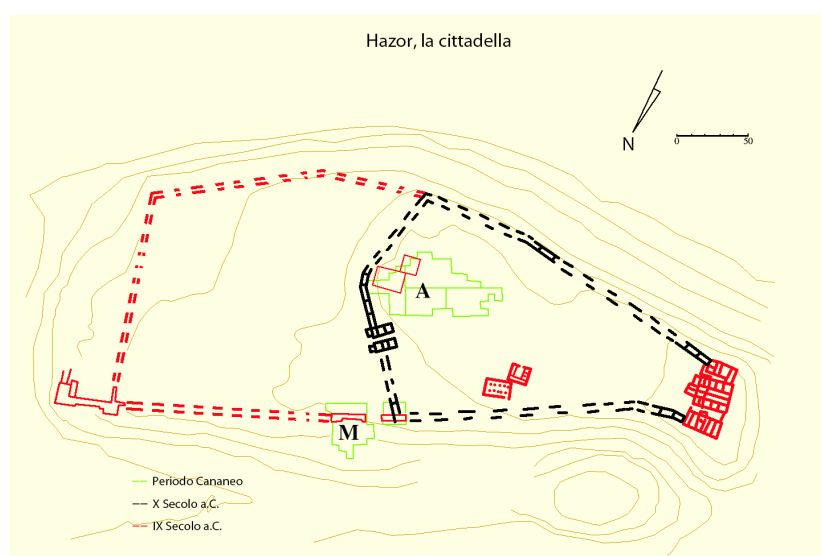 Hazor, la cittadella
N
0 50
A
M
Periodo Cananeo
X Secolo a.C.
IX Secolo a.C.